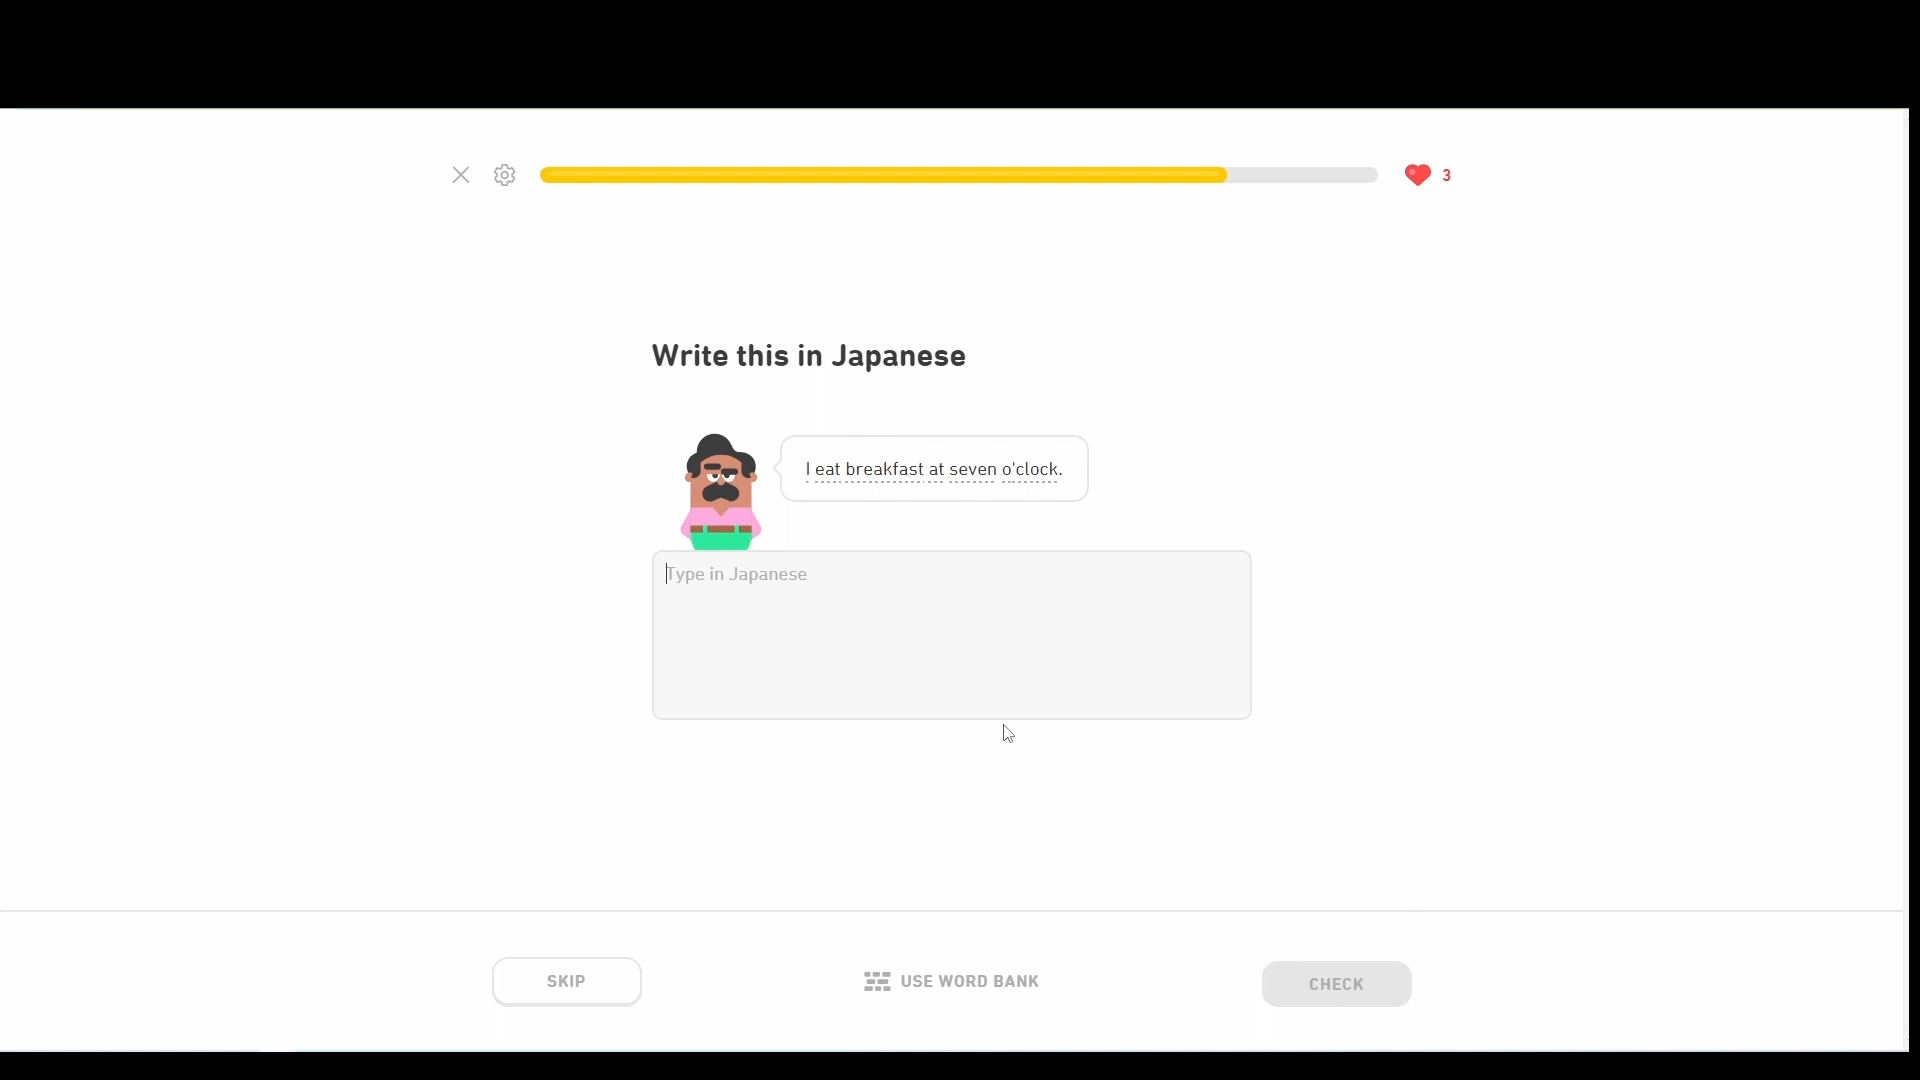 3
Write this in Japanese
I eat breakfast at seven o'clock.
Type in Japanese
SKIP
USE WORD BANK
CHECK